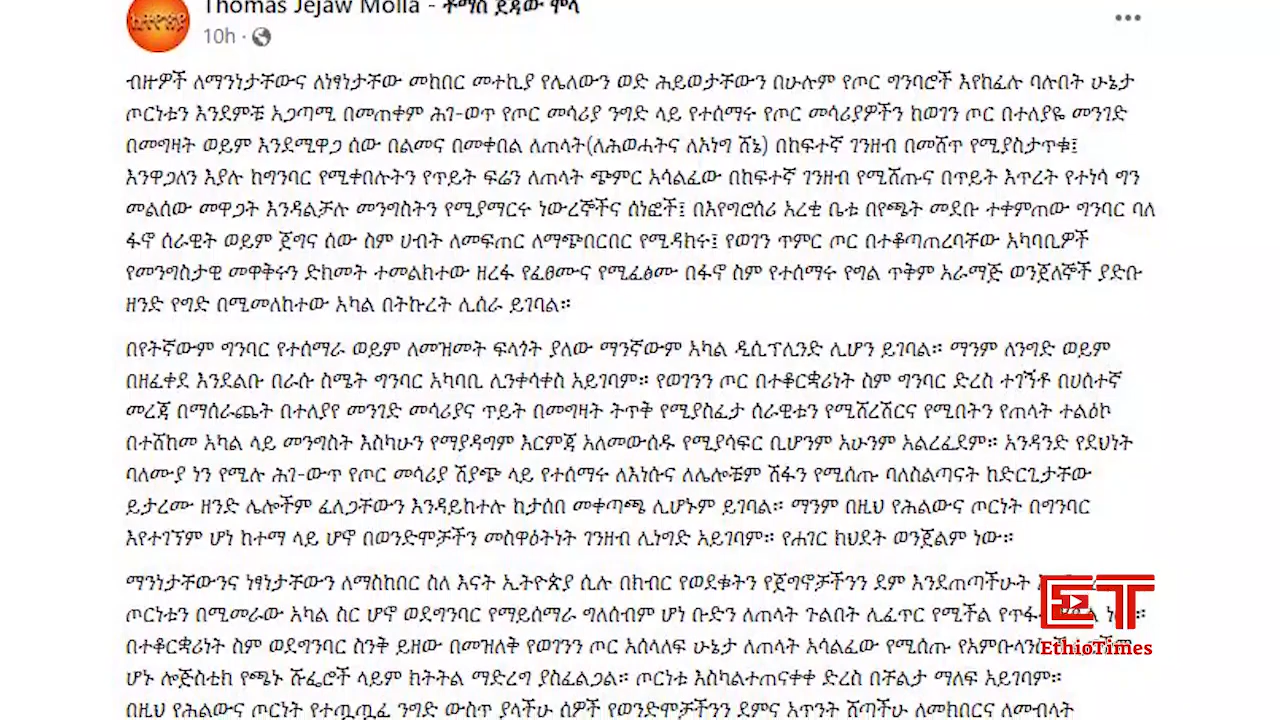 Thomas Jejaw Molla - ቶማስ ጀጃው ሞላ
10h ·
ብዙዎች ለማንነታቸውና ለነፃነታቸው መከበር መተኪያ የሌለውን ወድ ሕይወታቸውን በሁሉም የጦር ግንባሮች እየከፈሉ ባሉበት ሁኔታ
ጦርነቱን እንደምቹ አጋጣሚ በመጠቀም ሕገ-ወጥ የጦር መሳሪያ ንግድ ላይ የተሰማሩ የጦር መሳሪያዎችን ከወገን ጦር በተለያዬ መንገድ
በመግዛት ወይም እንደሚዋጋ ሰው በልመና በመቀበል ለጠላት(ለሕወሓትና ለኦነግ ሸኔ) በከፍተኛ ገንዘብ በመሸጥ የሚያስታጥቁ፤
እንዋጋለን እያሉ ከግንባር የሚቀበሉትን የጥይት ፍሬን ለጠላት ጭምር አሳልፈው በከፍተኛ ገንዘብ የሚሸጡና በጥይት እጥረት የተነሳ ግን
መልሰው መዋጋት እንዳልቻሉ መንግስትን የሚያማርሩ ነውረኞችና ሰነፎች፤ በእየግሮሰሪ አረቄ ቤቱ በየጫት መደቡ ተቀምጠው ግንባር ባለ
ፋኖ ሰራዊት ወይም ጀግና ሰው ስም ሀብት ለመፍጠር ለማጭበርበር የሚዳክሩ፤ የወገን ጥምር ጦር በተቆጣጠረባቸው አካባቢዎች
የመንግስታዊ መዋቅሩን ድክመት ተመልክተው ዘረፋ የፈፀሙና የሚፈፅሙ በፋኖ ስም የተሰማሩ የግል ጥቅም አራማጅ ወንጀለኞች ያድቡ
ዘንድ የግድ በሚመለከተው አካል በትኩረት ሊሰራ ይገባል።
በየትኛውም ግንባር የተሰማራ ወይም ለመዝመት ፍላጎት ያለው ማንኛውም አካል ዲሲፕሊንድ ሊሆን ይገባል። ማንም ለንግድ ወይም
በዘፈቀደ እንደልቡ በራሱ ስሜት ግንባር አካባቢ ሊንቀሳቀስ አይገባም። የወገንን ጦር በተቆርቋሪነት ስም ግንባር ድረስ ተገኝቶ በሀሰተኛ
መረጃ በማሰራጨት በተለያየ መንገድ መሳሪያና ጥይት በመግዛት ትጥቅ የሚያስፈታ ሰራዊቱን የሚሸረሽርና የሚበትን የጠላት ተልዕኮ
በተሸከመ አካል ላይ መንግስት እስካሁን የማያዳግም እርምጃ አለመውሰዱ የሚያሳፍር ቢሆንም አሁንም አልረፈደም። አንዳንድ የደህነት
ባለሙያ ነን የሚሉ ሕገ-ውጥ የጦር መሳሪያ ሽያጭ ላይ የተሰማሩ ለእነሱና ለሌሎቹም ሽፋን የሚሰጡ ባለስልጣናት ከድርጊታቸው
ይታረሙ ዘንድ ሌሎችም ፈለጋቸውን እንዳይከተሉ ከታሰበ መቀጣጫ ሊሆኑም ይገባል። ማንም በዚህ የሕልውና ጦርነት በግንባር
እየተገኘም ሆነ ከተማ ላይ ሆኖ በወንድሞቻችን መስዋዕትነት ገንዘብ ሊነግድ አይገባም። የሐገር ክህደት ወንጀልም ነው።
ማንነታቸውንና ነፃነታቸውን ለማስከበር ስለ እናት ኢትዮጵያ ሲሉ በክብር የወደቁትን የጀግኖቻችንን ደም እንደጠጣችሁት
ጦርነቱን በሚመራው አካል ስር ሆኖ ወደግንባር የማይሰማራ ግለሰብም ሆነ ቡድን ለጠላት ጉልበት ሊፈጥር የሚችል የጥፋት
በተቆርቋሪነት ስም ወደግንባር ስንቅ ይዘው በመዝለቅ የወገንን ጦር አሰላለፍ ሁኔታ ለጠላት አሳልፈው የሚሰጡ
ሆኑ ሎጅስቲክ የጫኑ ሹፌሮች ላይም ክትትል ማድረግ ያስፈልጋል። ጦርነቱ እስካልተጠናቀቀ ድረስ በቸልታ ማለፍ አይገባም።
በዚህ የሕልውና ጦርነት የተጧጧፈ ንግድ ውስጥ ያላችሁ ሰዎች የወንድሞቻችንን ደምና አጥንት ሸጣችሁ ለመከበርና ለመብላት
ET
EthioTimes